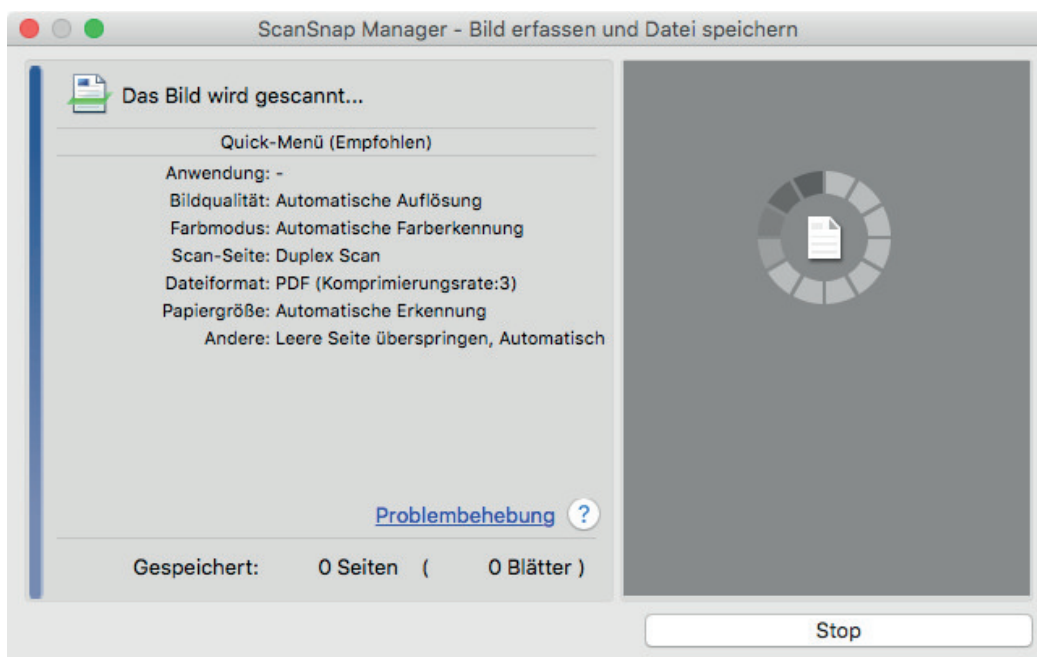 ScanSnap Manager - Bild erfassen und Datei speichern
Das Bild wird gescannt...
Quick-Menü (Empfohlen)
Anwendung: -
Bildqualität: Automatische Auflösung
Farbmodus: Automatische Farberkennung
Scan-Seite: Duplex Scan
Dateiformat: PDF (Komprimierungsrate:3)
Papiergröße: Automatische Erkennung
Andere: Leere Seite überspringen, Automatisch
Problembehebung ?
Gespeichert: 0 Seiten ( 0 Blätter )
Stop